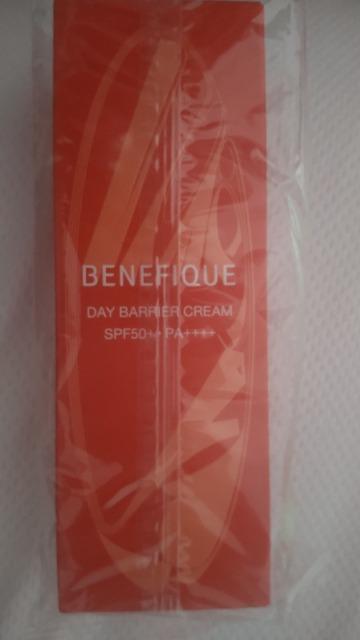 BENEFIQUE
DAY BARRIER CREAM
SPF50+・PA++++